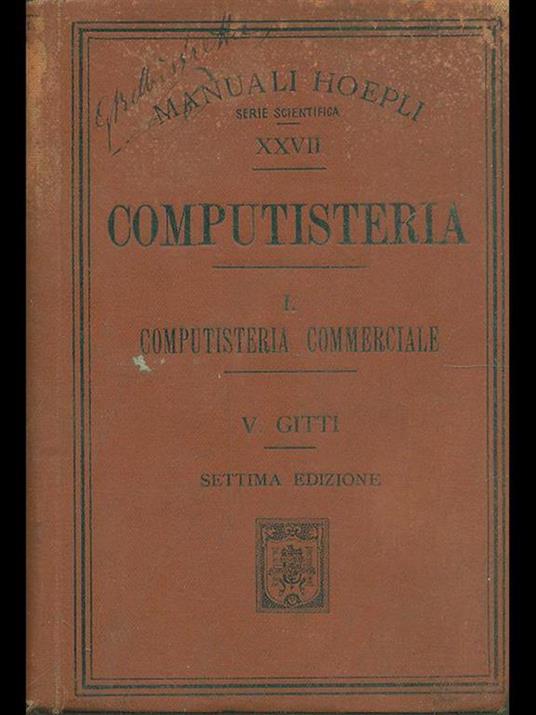 MANUALI HOEPLI
SERIE SCIENTIFICA
XXVII
COMPUTISTERIA
I.
COMPUTISTERIA COMMERCIALE
V. GITTI
SETTIMA EDIZIONE